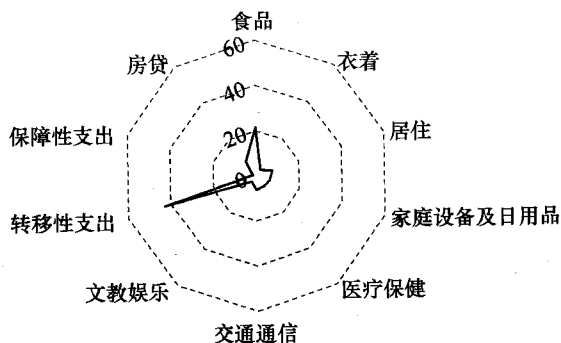 食品
60
房贷
衣着
40
保障性支出
20
居住
0
转移性支出
家庭设备及日用品
文教娱乐
医疗保健
交通通信